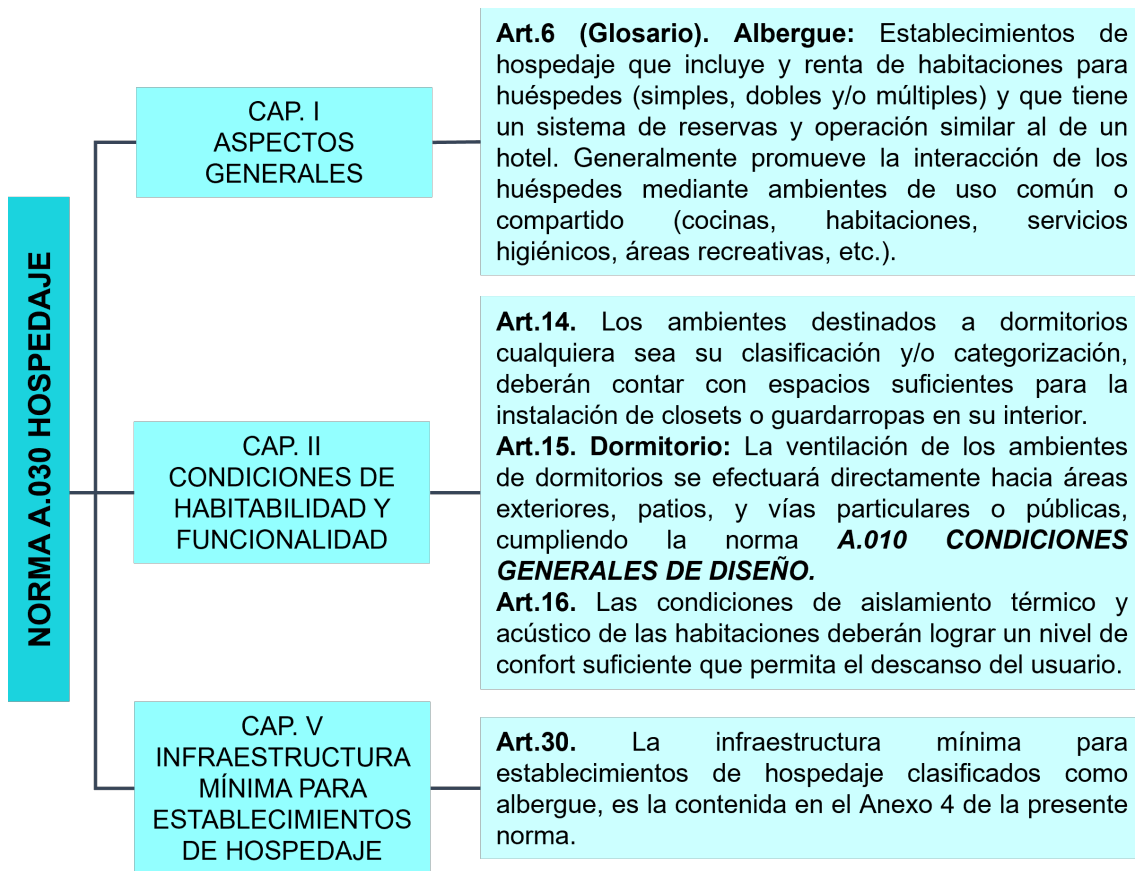 NORMA A.030 HOSPEDAJE
CAP. I
ASPECTOS
GENERALES
Art.6 (Glosario). Albergue: Establecimientos de
hospedaje que incluye y renta de habitaciones para
huéspedes (simples, dobles y/o múltiples) y que tiene
un sistema de reservas y operación similar al de un
hotel. Generalmente promueve la interacción de los
huéspedes mediante ambientes de uso común o
compartido (cocinas, habitaciones, servicios
higiénicos, áreas recreativas, etc.).
CAP. II
CONDICIONES DE
HABITABILIDAD Y
FUNCIONALIDAD
Art.14. Los ambientes destinados a dormitorios
cualquiera sea su clasificación y/o categorización,
deberán contar con espacios suficientes para la
instalación de closets o guardarropas en su interior.
Art.15. Dormitorio: La ventilación de los ambientes
de dormitorios se efectuará directamente hacia áreas
exteriores, patios, y vías particulares o públicas,
cumpliendo la norma A.010 CONDICIONES
GENERALES DE DISEÑO.
Art.16. Las condiciones de aislamiento térmico y
acústico de las habitaciones deberán lograr un nivel de
confort suficiente que permita el descanso del usuario.
CAP. V
INFRAESTRUCTURA
MÍNIMA PARA
ESTABLECIMIENTOS
DE HOSPEDAJE
Art.30. La infraestructura mínima para
establecimientos de hospedaje clasificados como
albergue, es la contenida en el Anexo 4 de la presente
norma.